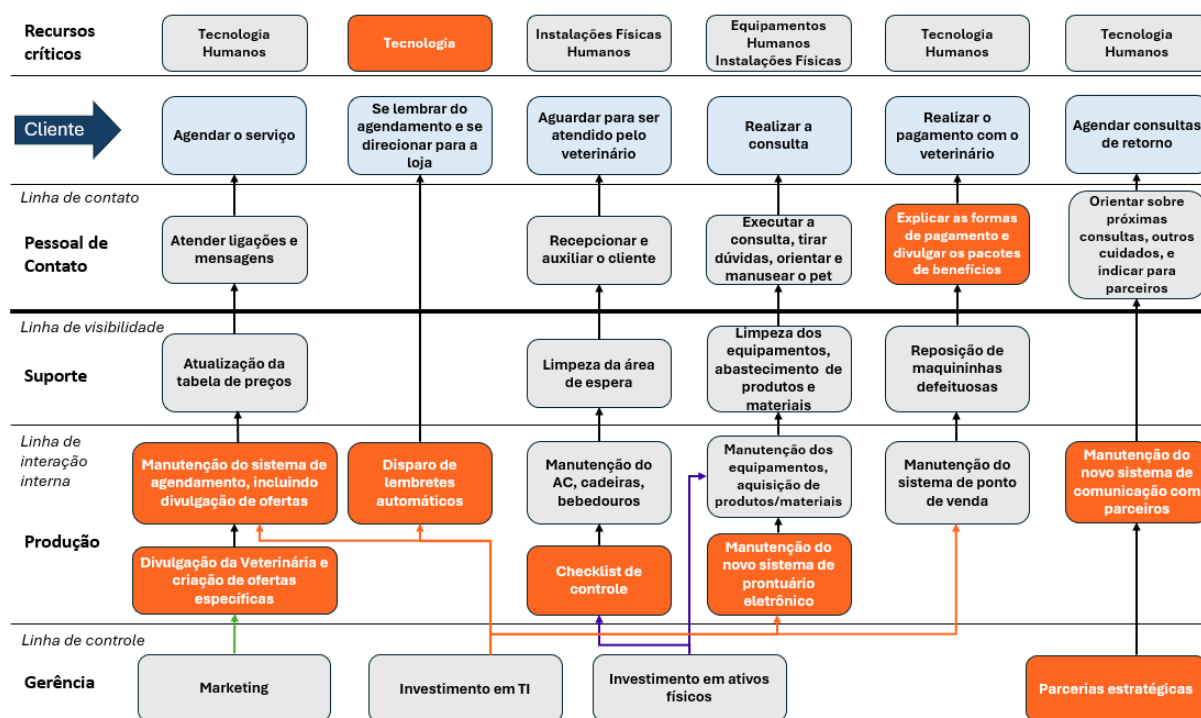 Recursos
críticos
Tecnologia
Humanos
Tecnologia
Instalações Físicas
Humanos
Equipamentos
Humanos
Instalações Físicas
Tecnologia
Humanos
Tecnologia
Humanos
Cliente
Agendar o serviço
Se lembrar do
agendamento e se
direcionar para a
loja
Aguardar para ser
atendido pelo
veterinário
Realizar a
consulta
Realizar o
pagamento com o
veterinário
Agendar consultas
de retorno
Linha de contato
Pessoal de
Contato
Atender ligações e
mensagens
Recepcionar e
auxiliar o cliente
Executar a
consulta, tirar
dúvidas, orientar e
manusear o pet
Explicar as formas
de pagamento e
divulgar os pacotes
de benefícios
Orientar sobre
próximas
consultas, outros
cuidados, e
indicar para
parceiros
Linha de visibilidade
Suporte
Atualização da
tabela de preços
Limpeza da área
de espera
Limpeza dos
equipamentos,
abastecimento de
produtos e
materiais
Reposição de
maquininhas
defeituosas
Linha de
interação
interna
Produção
Manutenção do sistema de
agendamento, incluindo
divulgação de ofertas
Disparo de
lembretes
automáticos
Manutenção do
AC, cadeiras,
bebedouros
Manutenção dos
equipamentos,
aquisição de
produtos/materiais
Manutenção do
sistema de ponto
de venda
Manutenção do
novo sistema de
comunicação com
parceiros
Divulgação da Veterinária e
criação de ofertas
específicas
Checklist de
controle
Manutenção do
novo sistema de
prontuário
eletrônico
Linha de controle
Gerência
Marketing
Investimento em TI
Investimento em ativos
físicos
Parcerias estratégicas